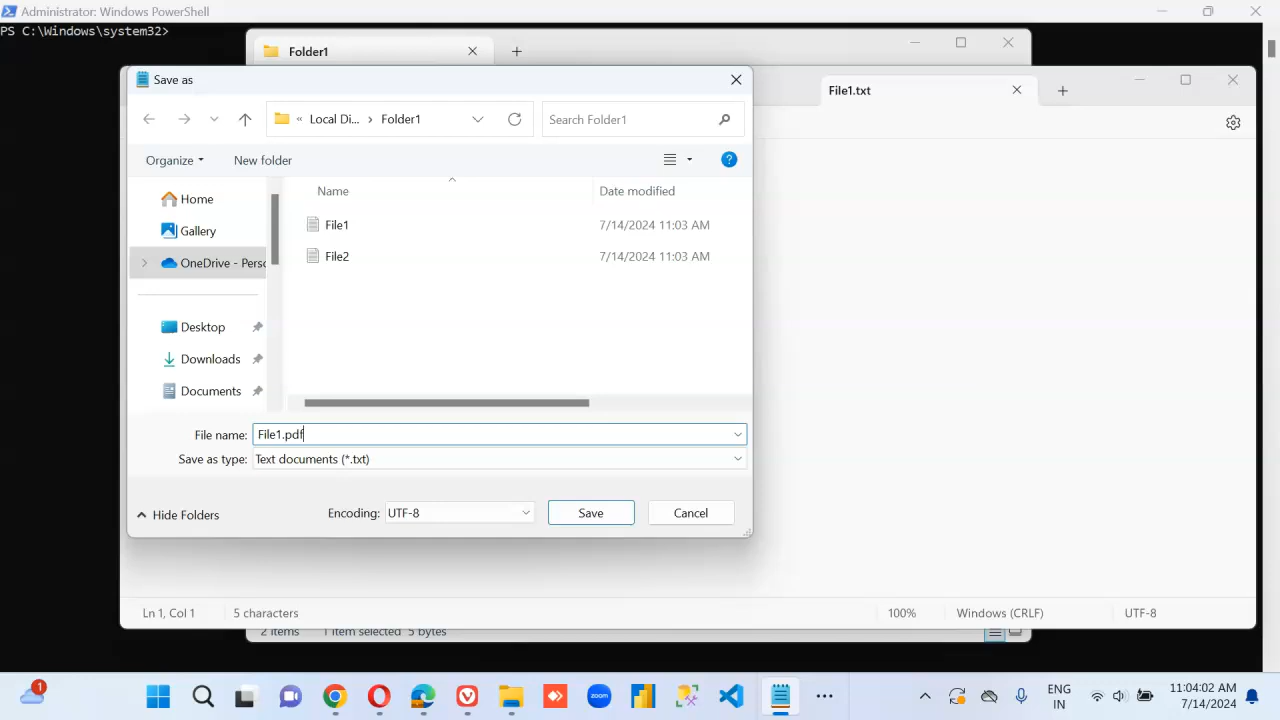 Administrator: Windows PowerShell
PS C:\Windows\system32>
Folder1
Save as
File1.txt
« Local Di... › Folder1
Search Folder1
Organize
New folder
?
Name
Date modified
Home
File1
7/14/2024 11:03 AM
Gallery
File2
7/14/2024 11:03 AM
OneDrive - Perso
Desktop
Downloads
Documents
File name: File1.pdf
Save as type: Text documents (*.txt)
Hide Folders
Encoding: UTF-8
Save
Cancel
Ln 1, Col 1
5 characters
100%
Windows (CRLF)
UTF-8
2 items
1 item selected 5 bytes
1
zoom
ENG
IN
11:04:02 AM
7/14/2024